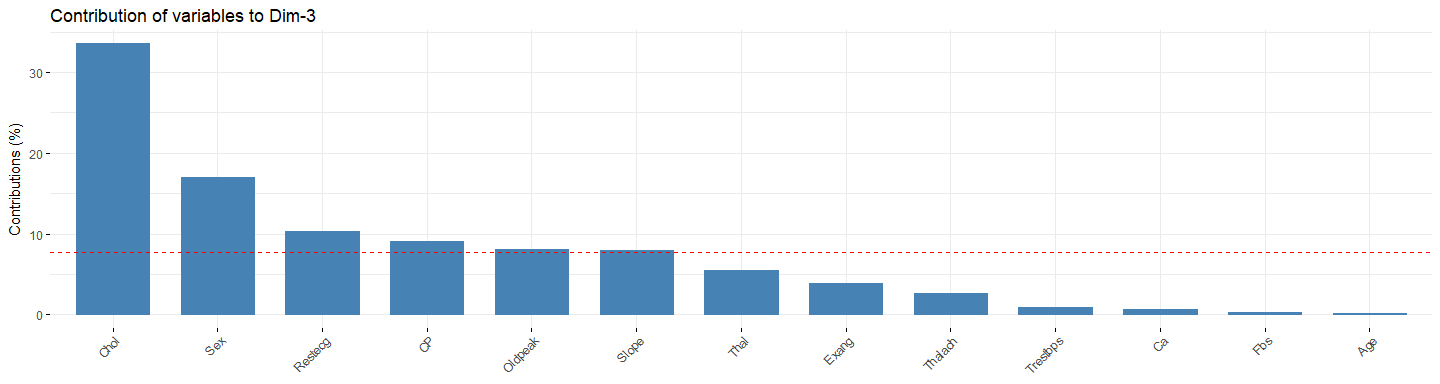 Contribution of variables to Dim-3
Contributions (%)
30
20
10
0
Chol
Sex
Restecg
CP
Oldpeak
Slope
Thal
Exang
Thalach
Trestbps
Ca
Fbs
Age